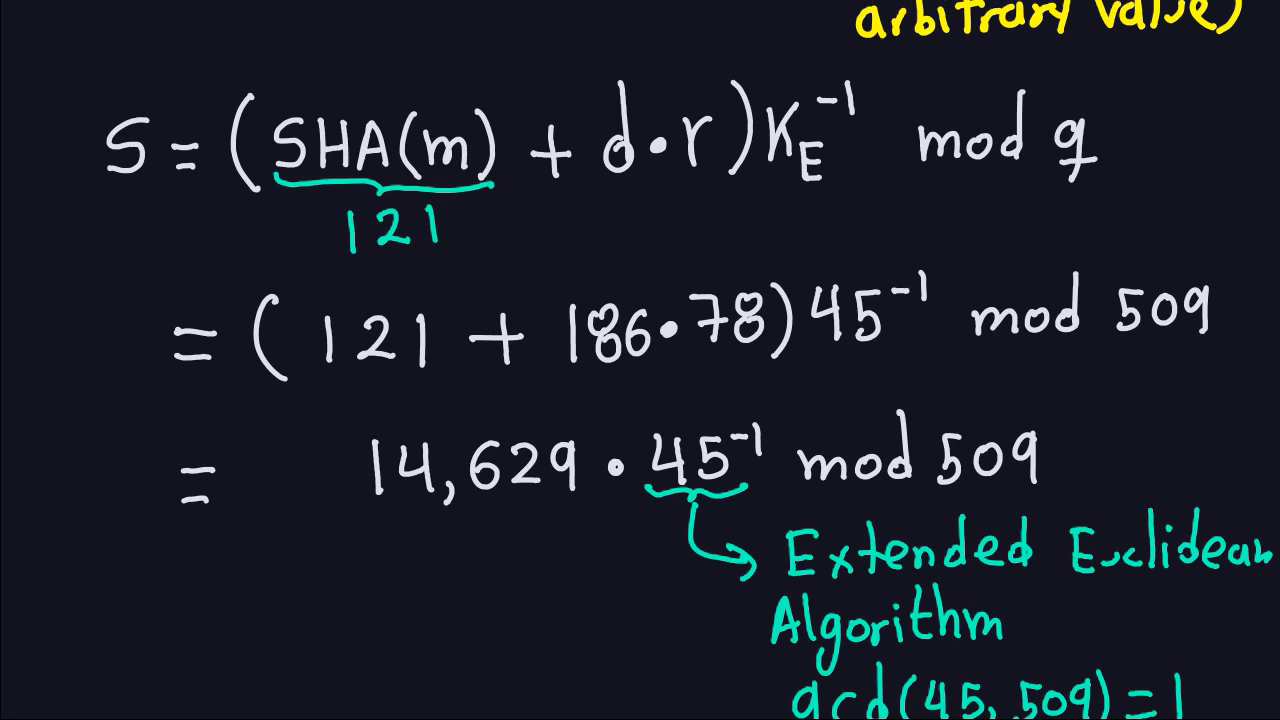 arbitrary value)
S = (SHA(m) + d·r)K_E^-1 mod q
121
= (121 + 186·78)45^-1 mod 509
= 14,629 · 45^-1 mod 509
Extended Euclidean
Algorithm
gcd(45, 509) = 1